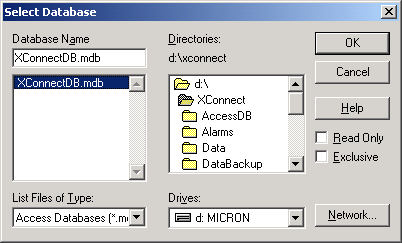 Select Database
Database Name
XConnectDB.mdb
XConnectDB.mdb
List Files of Type:
Access Databases (*.m
Directories:
d:\xconnect
d:\
XConnect
AccessDB
Alarms
Data
DataBackup
Drives:
d: MICRON
OK
Cancel
Help
Read Only
Exclusive
Network...